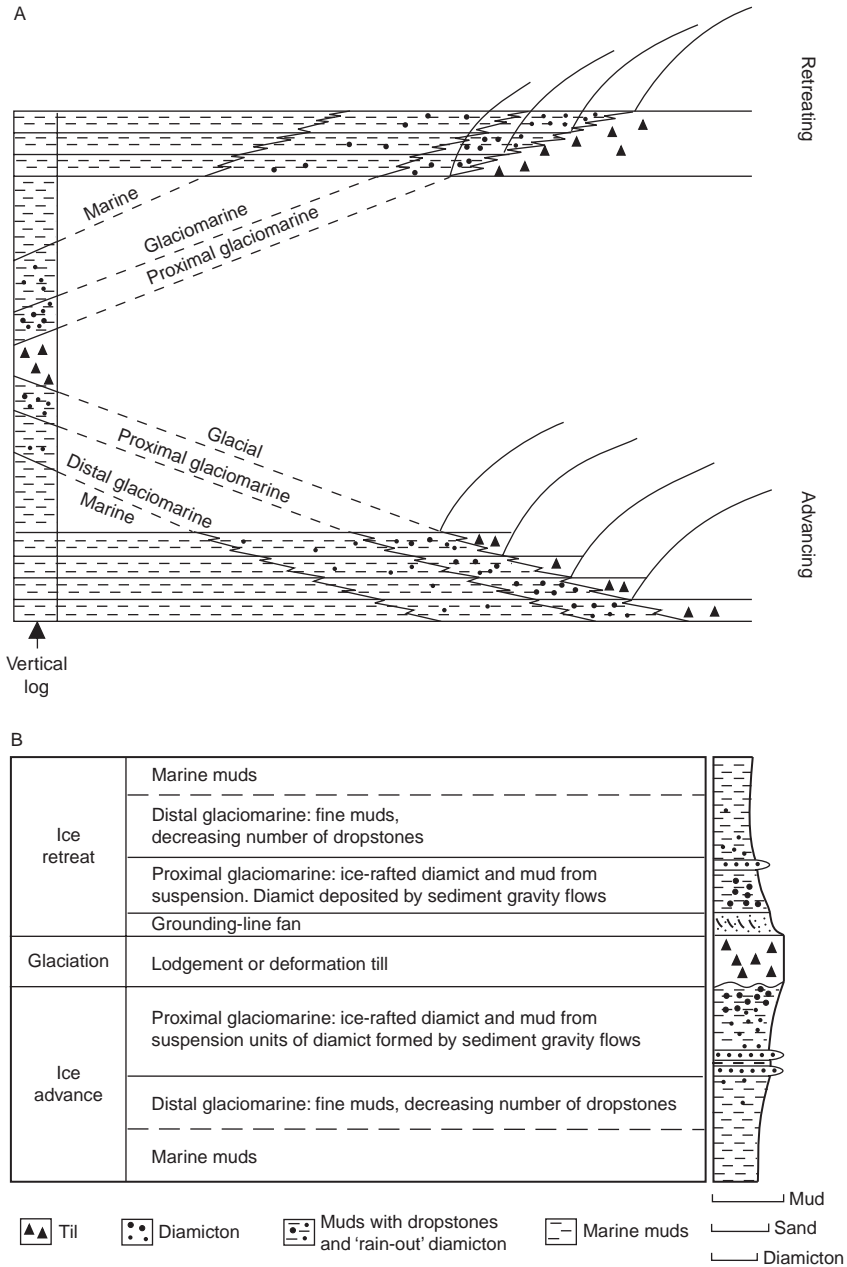 A
Retreating
Marine
Glaciomarine
Proximal glaciomarine
Glacial
Proximal glaciomarine
Distal glaciomarine
Marine
Advancing
Vertical
log
B
Ice
retreat
Marine muds
Distal glaciomarine: fine muds,
decreasing number of dropstones
Proximal glaciomarine: ice-rafted diamict and mud from
suspension. Diamict deposited by sediment gravity flows
Grounding-line fan
Glaciation
Lodgement or deformation till
Ice
advance
Proximal glaciomarine: ice-rafted diamict and mud from
suspension units of diamict formed by sediment gravity flows
Distal glaciomarine: fine muds, decreasing number of dropstones
Marine muds
Til
Diamicton
Muds with dropstones
and ‘rain-out’ diamicton
Marine muds
Mud
Sand
Diamicton